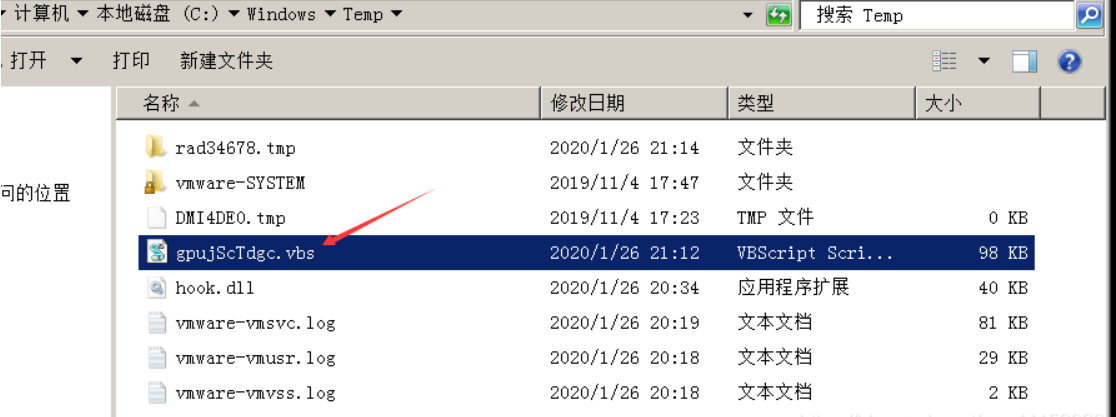 计算机 本地磁盘 (C:) Windows Temp 搜索 Temp
打开 打印 新建文件夹
名称 修改日期 类型 大小
rad34678.tmp 2020/1/26 21:14 文件夹
vmware-SYSTEM 2019/11/4 17:47 文件夹
问的位置
DMI4DE0.tmp 2019/11/4 17:23 TMP 文件 0 KB
gpujScTdgc.vbs 2020/1/26 21:12 VBScript Scri... 98 KB
hook.dll 2020/1/26 20:34 应用程序扩展 40 KB
vmware-vmsvc.log 2020/1/26 20:19 文本文档 81 KB
vmware-vmusr.log 2020/1/26 20:18 文本文档 29 KB
vmware-vmvss.log 2020/1/26 20:18 文本文档 2 KB